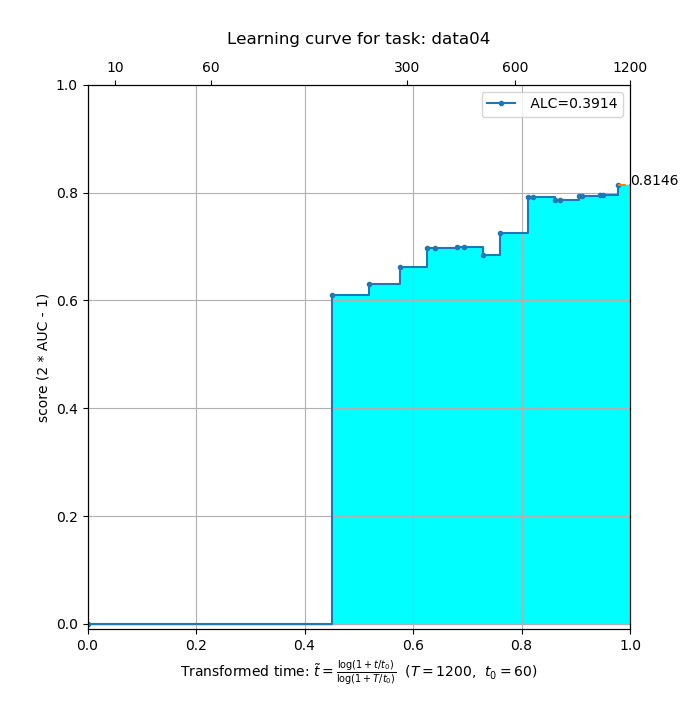 Learning curve for task: data04
10 60 300 600 1200
1.0
ALC=0.3914
0.8146
0.8
0.6
score (2 * AUC - 1)
0.4
0.2
0.0
0.0 0.2 0.4 0.6 0.8 1.0
Transformed time: t̃ = log(1 + t/t₀) / log(1 + T/t₀) (T = 1200, t₀ = 60)